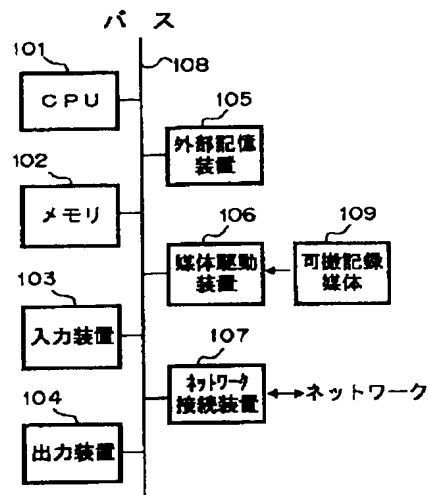 バス
101
108
CPU
105
外部記憶
装置
102
メモリ
106
109
媒体駆動
装置
可搬記録
媒体
103
入力装置
107
ネットワーク
接続装置
ネットワーク
104
出力装置